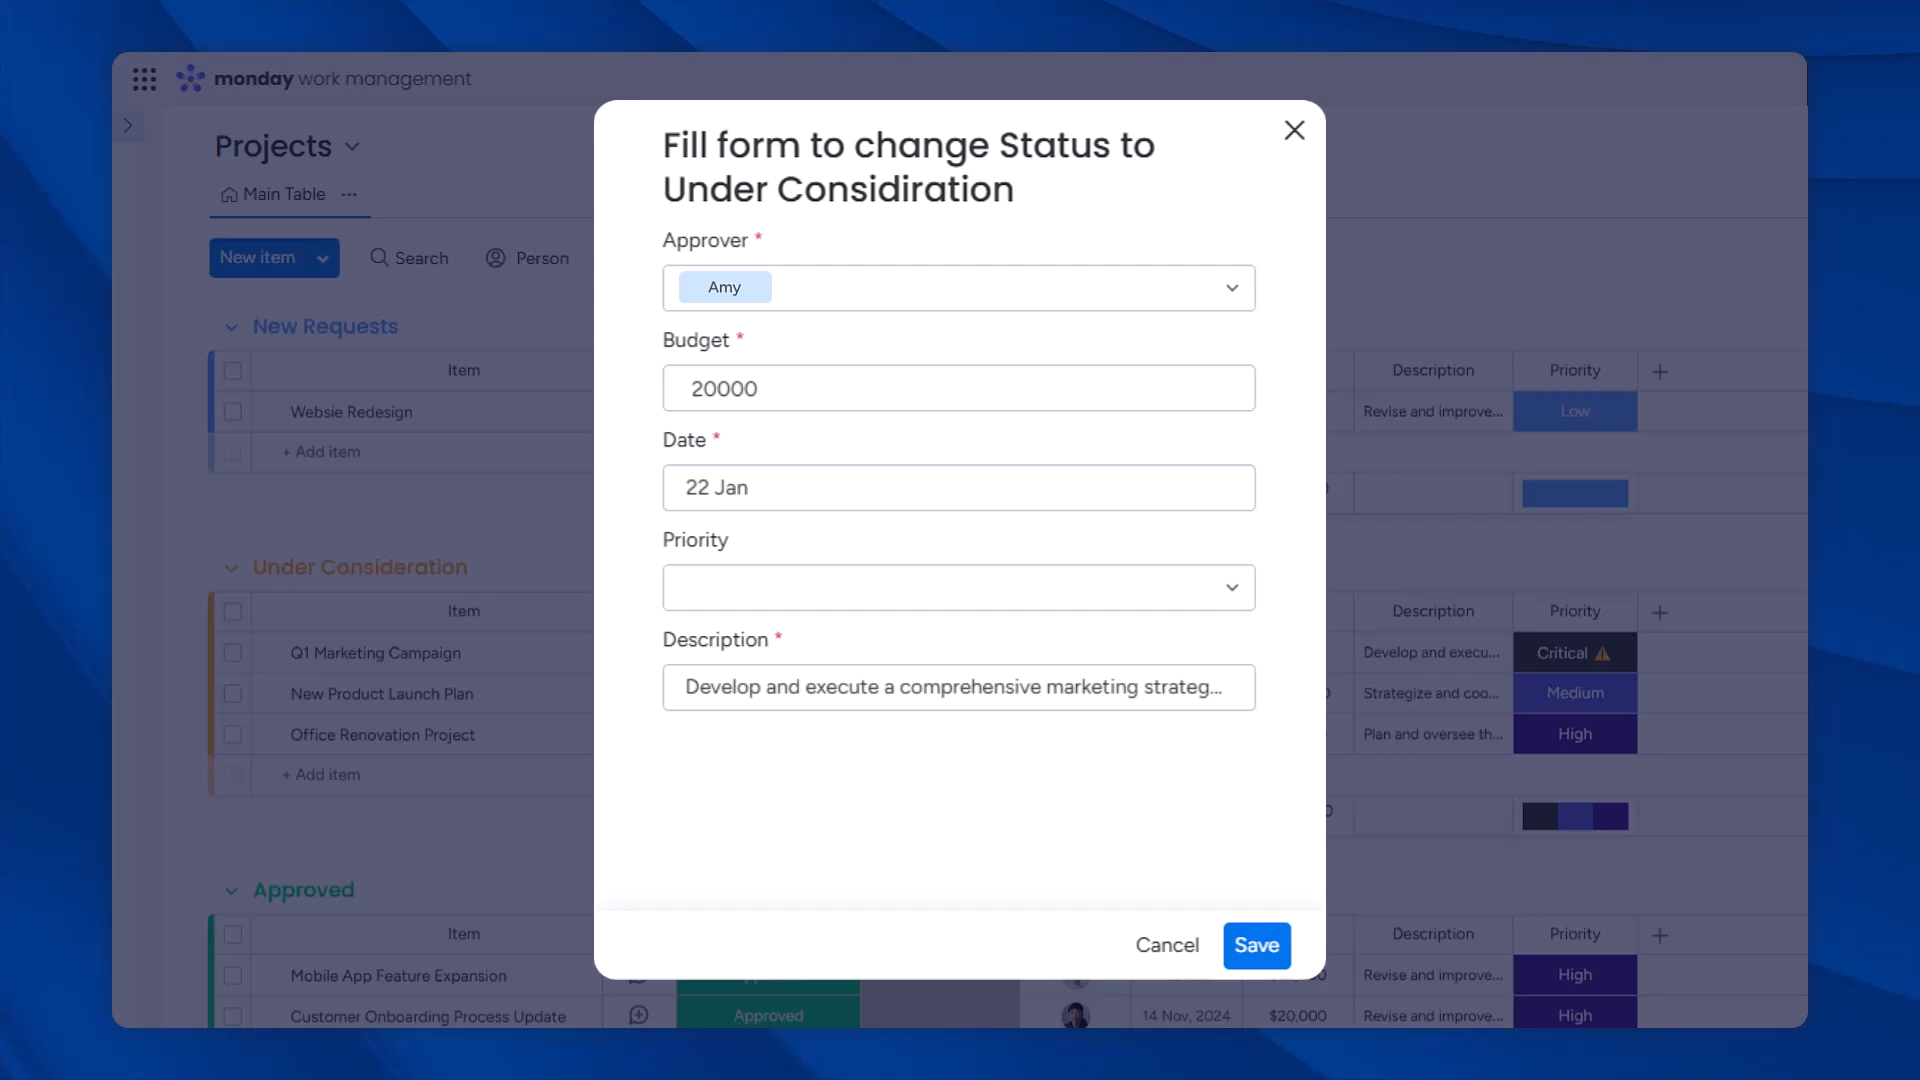 monday work management
Projects
Main Table
New item
Search
Person
Fill form to change Status to
Under Considiration
Approver *
Amy
Budget *
20000
Date *
22 Jan
Priority
Description *
Develop and execute a comprehensive marketing strateg...
Cancel
Save
New Requests
Item
Description
Priority
Websie Redesign
Revise and improve...
Low
+ Add item
Under Consideration
Item
Description
Priority
Q1 Marketing Campaign
Develop and execu...
Critical
New Product Launch Plan
Strategize and coo...
Medium
Office Renovation Project
Plan and oversee th...
High
+ Add item
Approved
Item
Description
Priority
Mobile App Feature Expansion
Revise and improve...
High
Customer Onboarding Process Update
Approved
14 Nov, 2024
$20,000
Revise and improve...
High